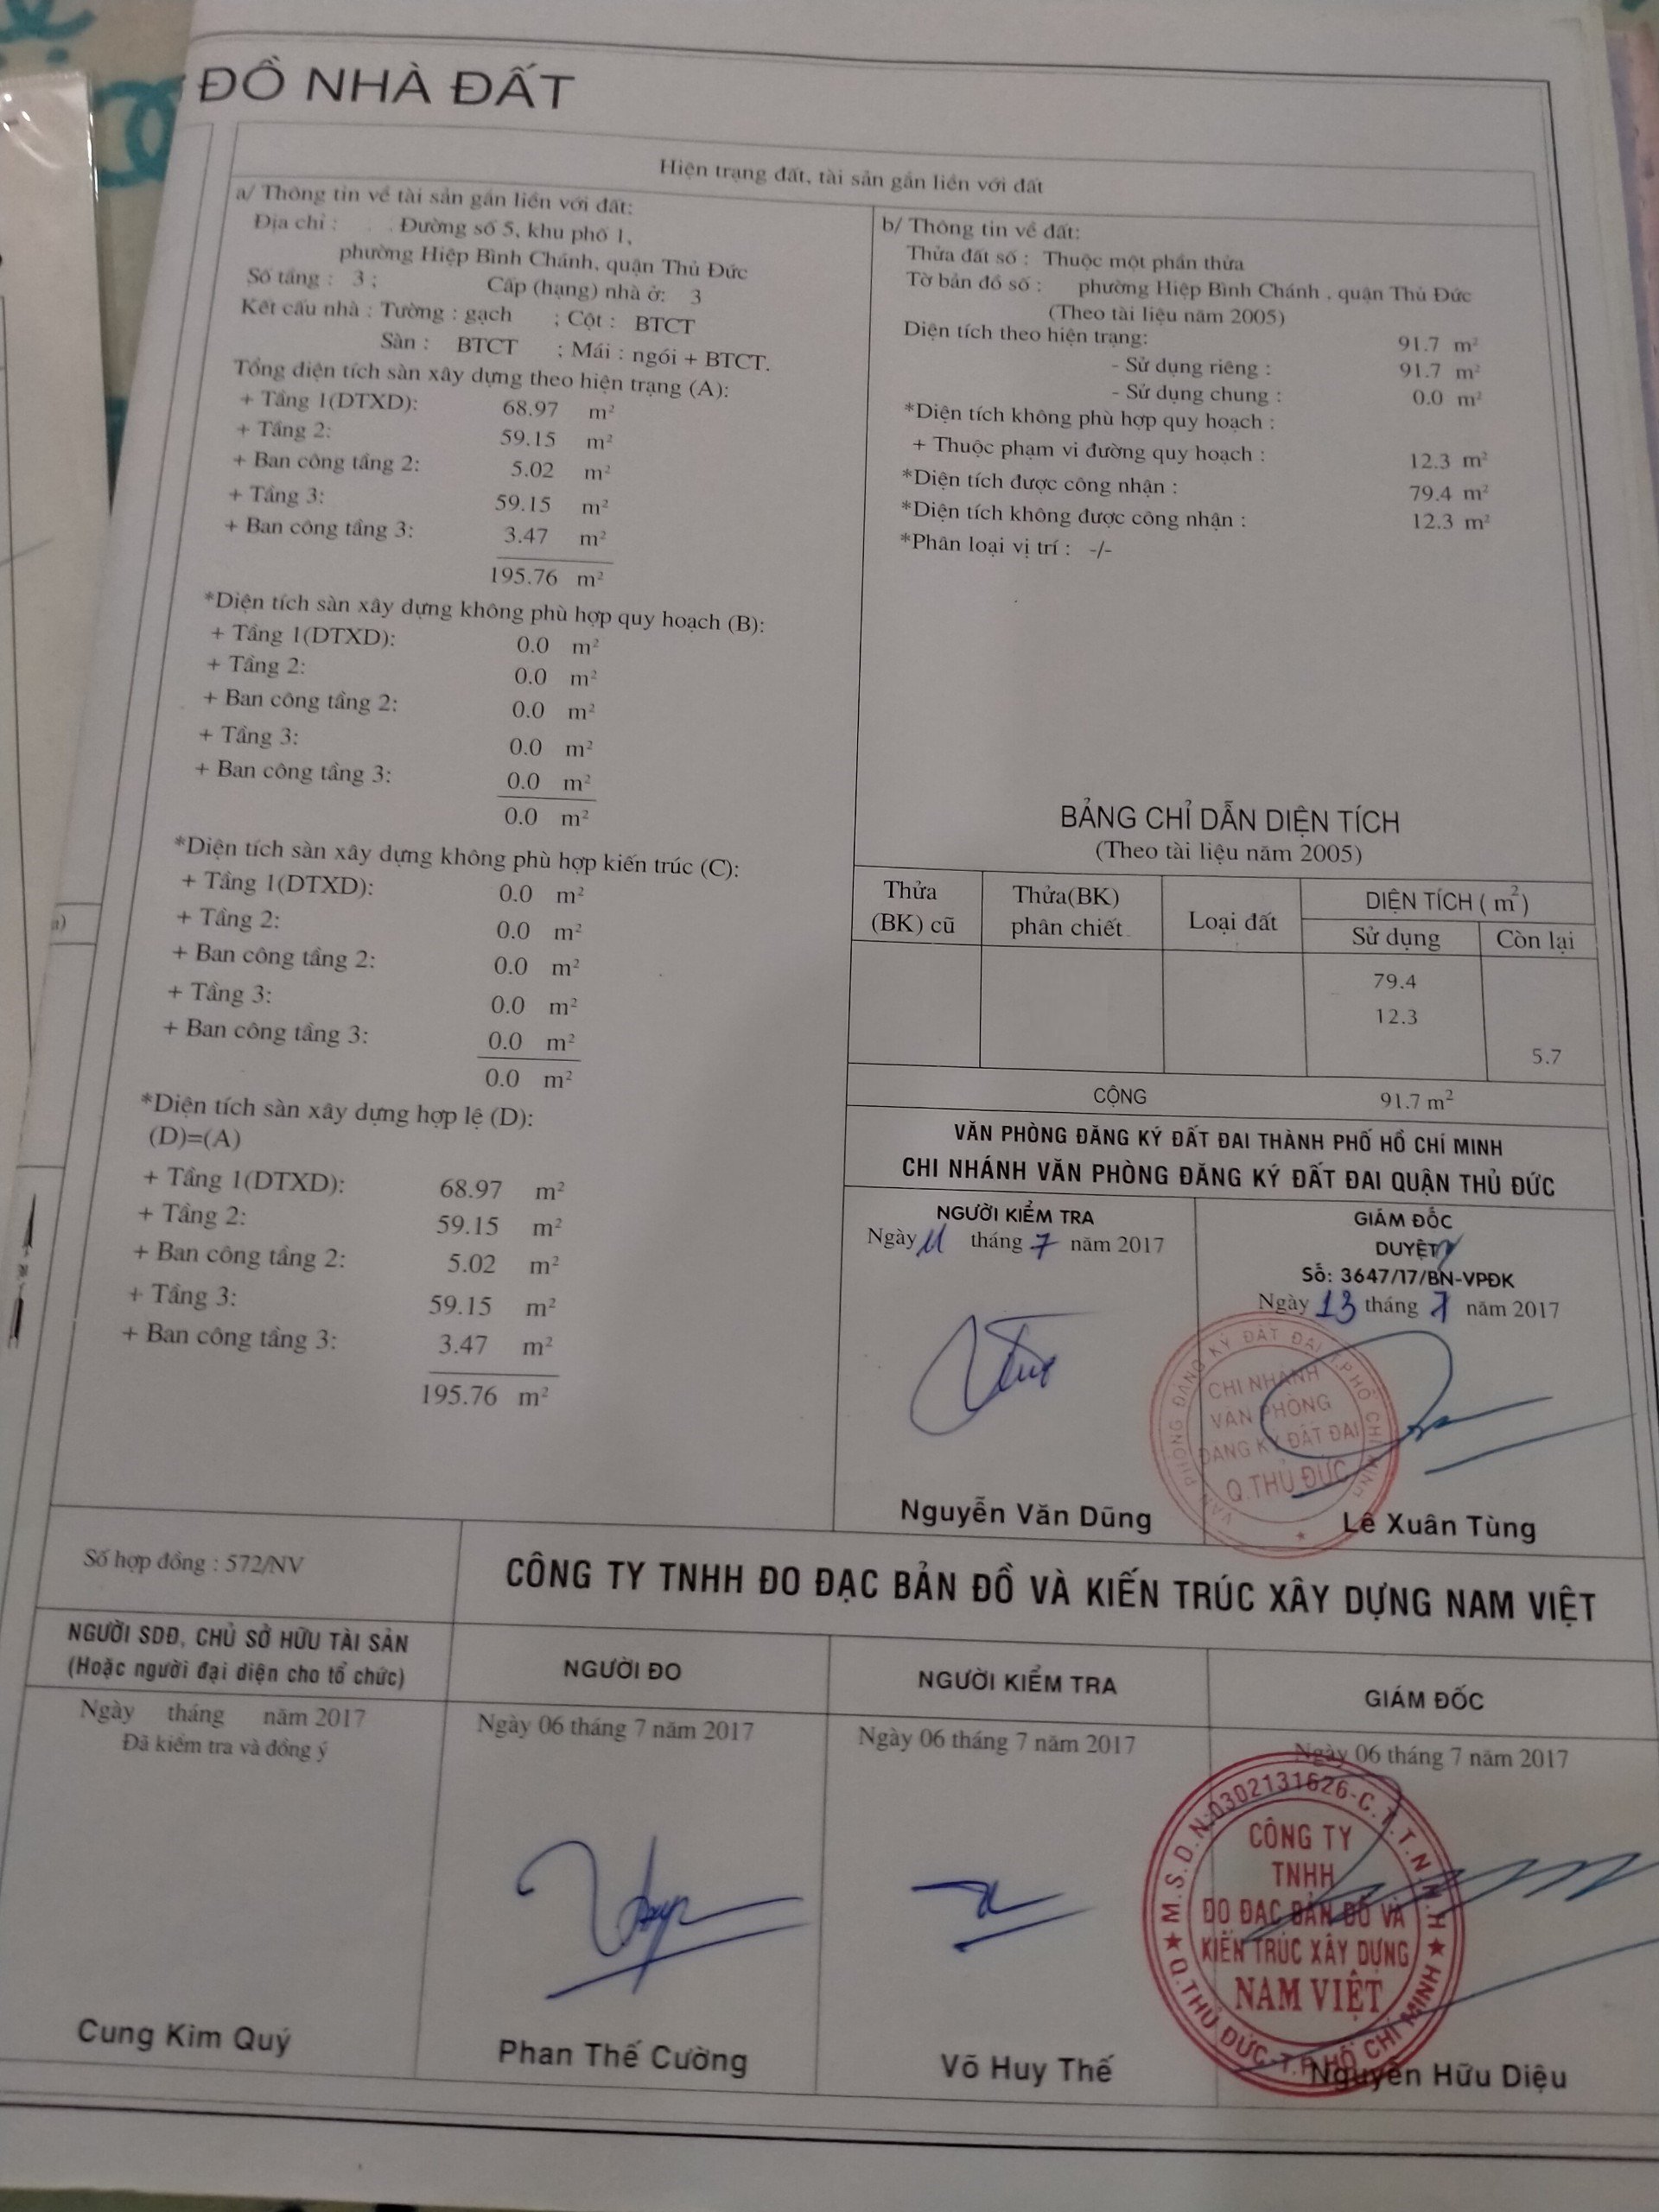 ĐỒ NHÀ ĐẤT
Hiện trạng đất, tài sản gắn liền với đất
a/ Thông tin về tài sản gắn liền với đất:
Địa chỉ : Đường số 5, khu phố 1,
phường Hiệp Bình Chánh, quận Thủ Đức
Số tầng : 3 ; Cấp (hạng) nhà ở: 3
Kết cấu nhà : Tường : gạch ; Cột : BTCT
Sàn : BTCT ; Mái : ngói + BTCT.
Tổng diện tích sàn xây dựng theo hiện trạng (A):
+ Tầng 1(DTXD): 68.97 m²
+ Tầng 2: 59.15 m²
+ Ban công tầng 2: 5.02 m²
+ Tầng 3: 59.15 m²
+ Ban công tầng 3: 3.47 m²
195.76 m²
*Diện tích sàn xây dựng không phù hợp quy hoạch (B):
+ Tầng 1(DTXD): 0.0 m²
+ Tầng 2: 0.0 m²
+ Ban công tầng 2: 0.0 m²
+ Tầng 3: 0.0 m²
+ Ban công tầng 3: 0.0 m²
0.0 m²
*Diện tích sàn xây dựng không phù hợp kiến trúc (C):
+ Tầng 1(DTXD): 0.0 m²
+ Tầng 2: 0.0 m²
+ Ban công tầng 2: 0.0 m²
+ Tầng 3: 0.0 m²
+ Ban công tầng 3: 0.0 m²
0.0 m²
*Diện tích sàn xây dựng hợp lệ (D):
(D)=(A)
+ Tầng 1(DTXD): 68.97 m²
+ Tầng 2: 59.15 m²
+ Ban công tầng 2: 5.02 m²
+ Tầng 3: 59.15 m²
+ Ban công tầng 3: 3.47 m²
195.76 m²
b/ Thông tin về đất:
Thửa đất số : Thuộc một phần thửa
Tờ bản đồ số : phường Hiệp Bình Chánh , quận Thủ Đức
(Theo tài liệu năm 2005)
Diện tích theo hiện trạng: 91.7 m²
- Sử dụng riêng : 91.7 m²
- Sử dụng chung : 0.0 m²
*Diện tích không phù hợp quy hoạch :
+ Thuộc phạm vi đường quy hoạch : 12.3 m²
*Diện tích được công nhận : 79.4 m²
*Diện tích không được công nhận : 12.3 m²
*Phân loại vị trí : -/-
BẢNG CHỈ DẪN DIỆN TÍCH
(Theo tài liệu năm 2005)
Thửa (BK) cũ
Thửa(BK) phân chiết
Loại đất
DIỆN TÍCH ( m²)
Sử dụng Còn lại
79.4
12.3
5.7
CỘNG 91.7 m²
VĂN PHÒNG ĐĂNG KÝ ĐẤT ĐAI THÀNH PHỐ HỒ CHÍ MINH
CHI NHÁNH VĂN PHÒNG ĐĂNG KÝ ĐẤT ĐAI QUẬN THỦ ĐỨC
NGƯỜI KIỂM TRA
Ngày 11 tháng 7 năm 2017
Nguyễn Văn Dũng
GIÁM ĐỐC
DUYỆT
Số: 3647/17/BN-VPĐK
Ngày 13 tháng 7 năm 2017
VĂN PHÒNG ĐĂNG KÝ ĐẤT ĐAI T.PHỐ HỒ CHÍ MINH
CHI NHÁNH
VĂN PHÒNG
ĐĂNG KÝ ĐẤT ĐAI
Q.THỦ ĐỨC
Lê Xuân Tùng
Số hợp đồng : 572/NV
CÔNG TY TNHH ĐO ĐẠC BẢN ĐỒ VÀ KIẾN TRÚC XÂY DỰNG NAM VIỆT
NGƯỜI SDĐ, CHỦ SỞ HỮU TÀI SẢN
(Hoặc người đại diện cho tổ chức)
Ngày tháng năm 2017
Đã kiểm tra và đồng ý
Cung Kim Quý
NGƯỜI ĐO
Ngày 06 tháng 7 năm 2017
Phan Thế Cường
NGƯỜI KIỂM TRA
Ngày 06 tháng 7 năm 2017
Võ Huy Thế
GIÁM ĐỐC
Ngày 06 tháng 7 năm 2017
M.S.D.N:0302131626-C.T.T.N.H.H
CÔNG TY
TNHH
ĐO ĐẠC BẢN ĐỒ VÀ
KIẾN TRÚC XÂY DỰNG
NAM VIỆT
Q.THỦ ĐỨC-T.P HỒ CHÍ MINH
Nguyễn Hữu Diệu